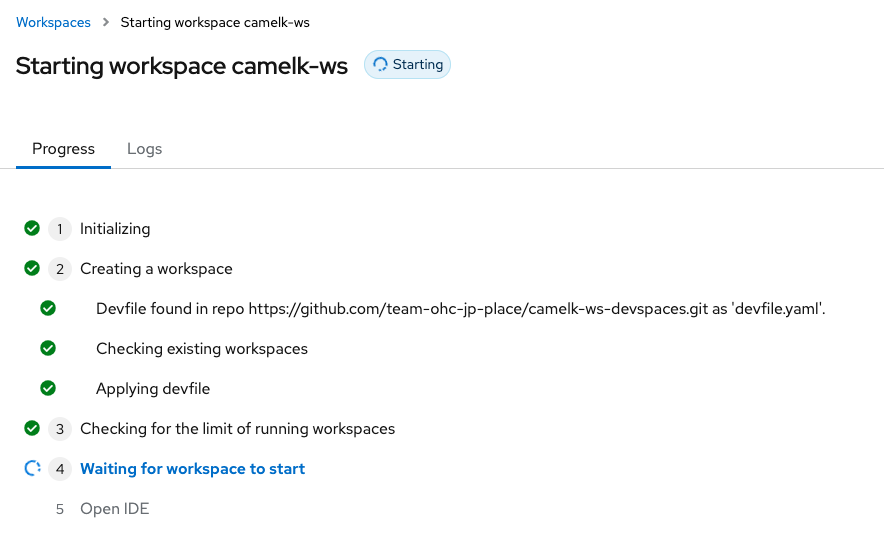 Workspaces > Starting workspace camelk-ws
Starting workspace camelk-ws Starting
Progress Logs
1 Initializing
2 Creating a workspace
Devfile found in repo https://github.com/team-ohc-jp-place/camelk-ws-devspaces.git as 'devfile.yaml'.
Checking existing workspaces
Applying devfile
3 Checking for the limit of running workspaces
4 Waiting for workspace to start
5 Open IDE